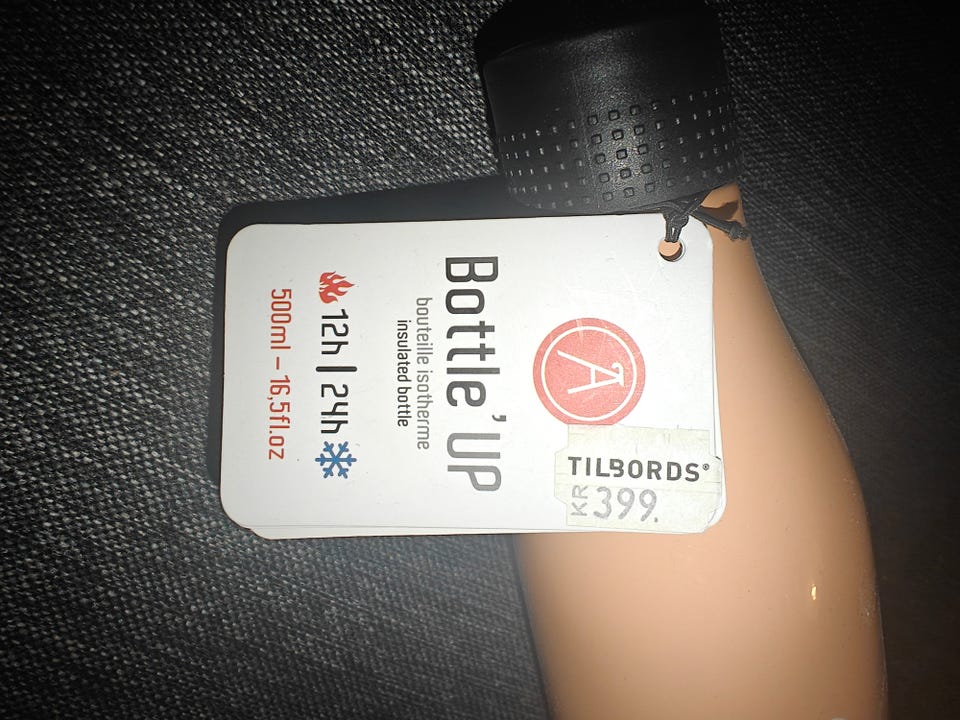 A
Bottle'UP
bouteille isotherme
insulated bottle
12h | 24h
500ml – 16,5fl.oz
TILBORDS®
KR 399.